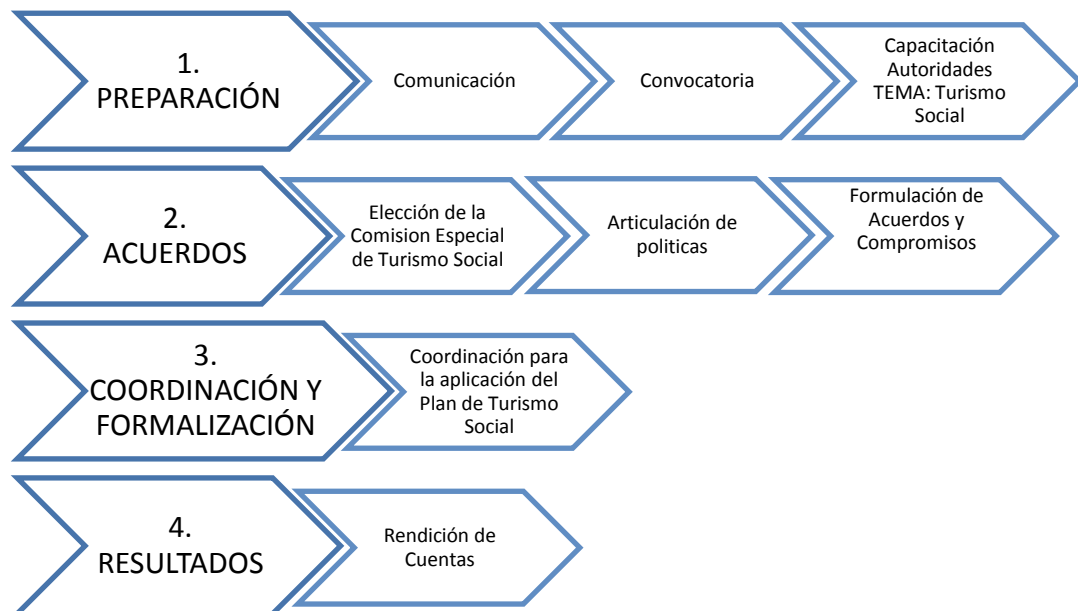 1.
PREPARACIÓN
Comunicación
Convocatoria
Capacitación
Autoridades
TEMA: Turismo
Social
2.
ACUERDOS
Elección de la
Comision Especial
de Turismo Social
Articulación de
politicas
Formulación de
Acuerdos y
Compromisos
3.
COORDINACIÓN Y
FORMALIZACIÓN
Coordinación para
la aplicación del
Plan de Turismo
Social
4.
RESULTADOS
Rendición de
Cuentas